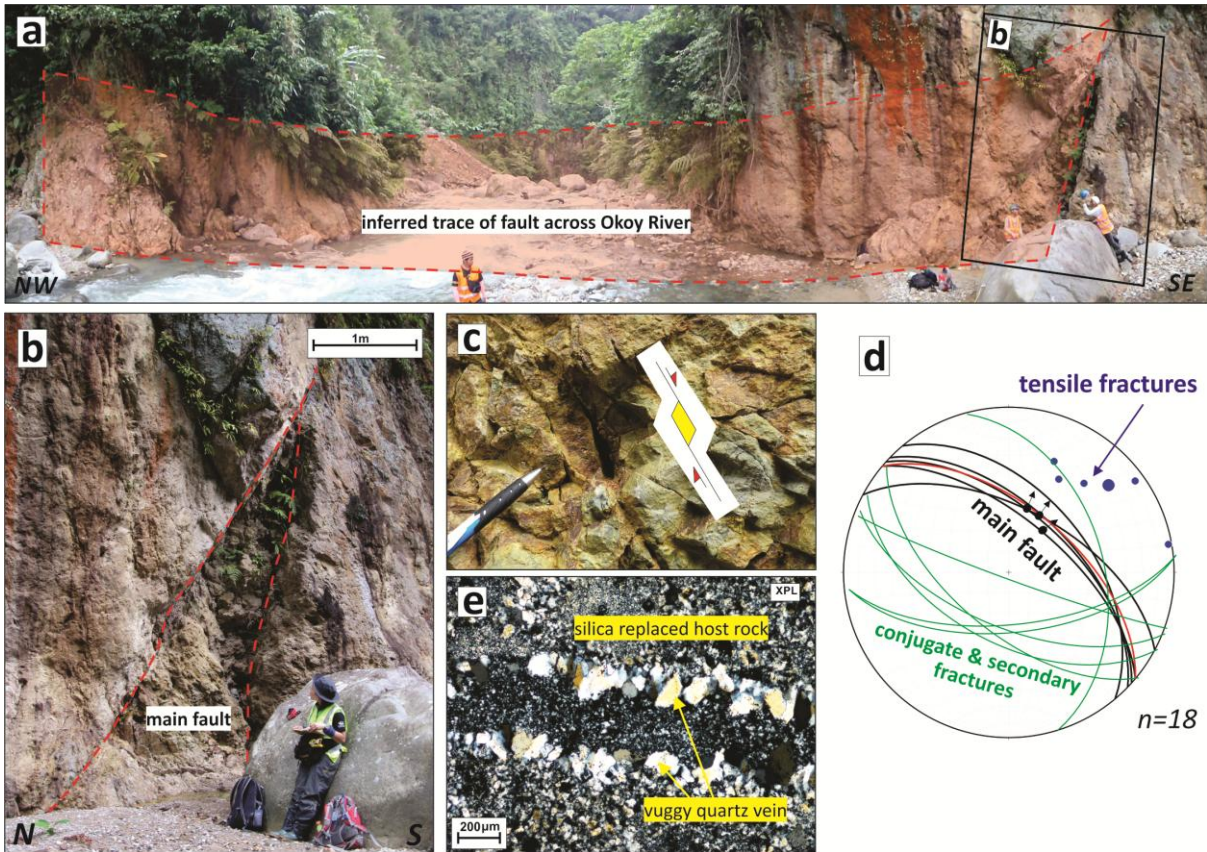 a
b
inferred trace of fault across Okoy River
NW
SE
b
1m
main fault
N
S
c
d
tensile fractures
main fault
conjugate & secondary
fractures
n=18
e
XPL
silica replaced host rock
vuggy quartz vein
200µm